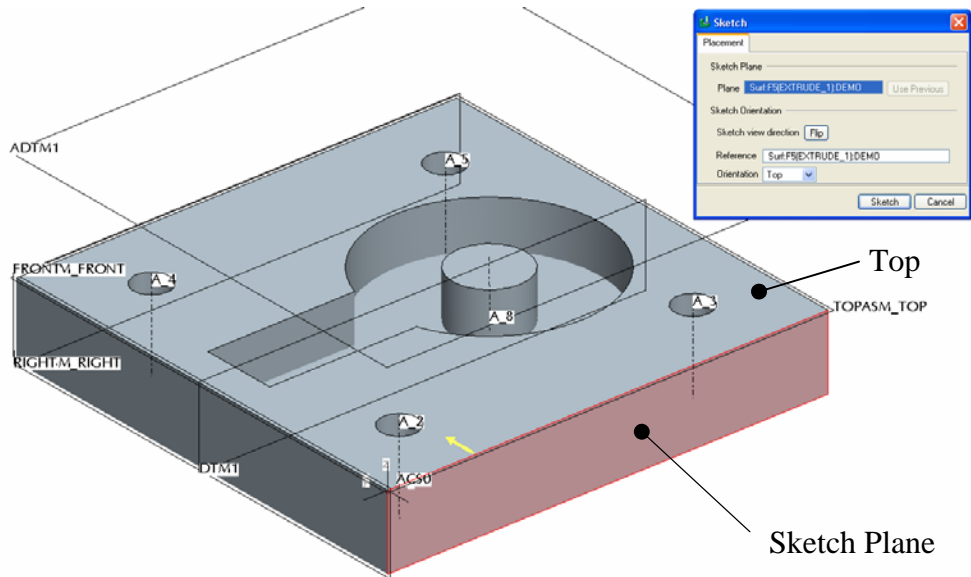 Sketch
Placement
Sketch Plane
Plane Surf:F5(EXTRUDE_1):DEMO Use Previous
Sketch Orientation
Sketch view direction Flip
Reference Surf:F5(EXTRUDE_1):DEMO
Orientation Top
Sketch Cancel
ADTM1
A_5
Top
FRONTM_FRONT
A_4
A_3
TOPASM_TOP
A_8
RIGHT:M_RIGHT
A_2
DTM1
ACS0
Sketch Plane